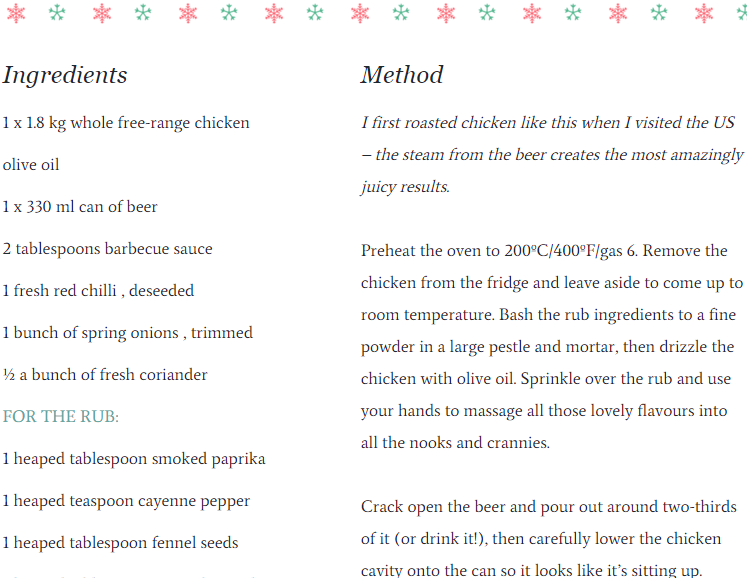 Ingredients
1 x 1.8 kg whole free-range chicken
olive oil
1 x 330 ml can of beer
2 tablespoons barbecue sauce
1 fresh red chilli , deseeded
1 bunch of spring onions , trimmed
½ a bunch of fresh coriander
FOR THE RUB:
1 heaped tablespoon smoked paprika
1 heaped teaspoon cayenne pepper
1 heaped tablespoon fennel seeds
Method
I first roasted chicken like this when I visited the US
– the steam from the beer creates the most amazingly
juicy results.
Preheat the oven to 200ºC/400ºF/gas 6. Remove the
chicken from the fridge and leave aside to come up to
room temperature. Bash the rub ingredients to a fine
powder in a large pestle and mortar, then drizzle the
chicken with olive oil. Sprinkle over the rub and use
your hands to massage all those lovely flavours into
all the nooks and crannies.
Crack open the beer and pour out around two-thirds
of it (or drink it!), then carefully lower the chicken
cavity onto the can so it looks like it’s sitting up.